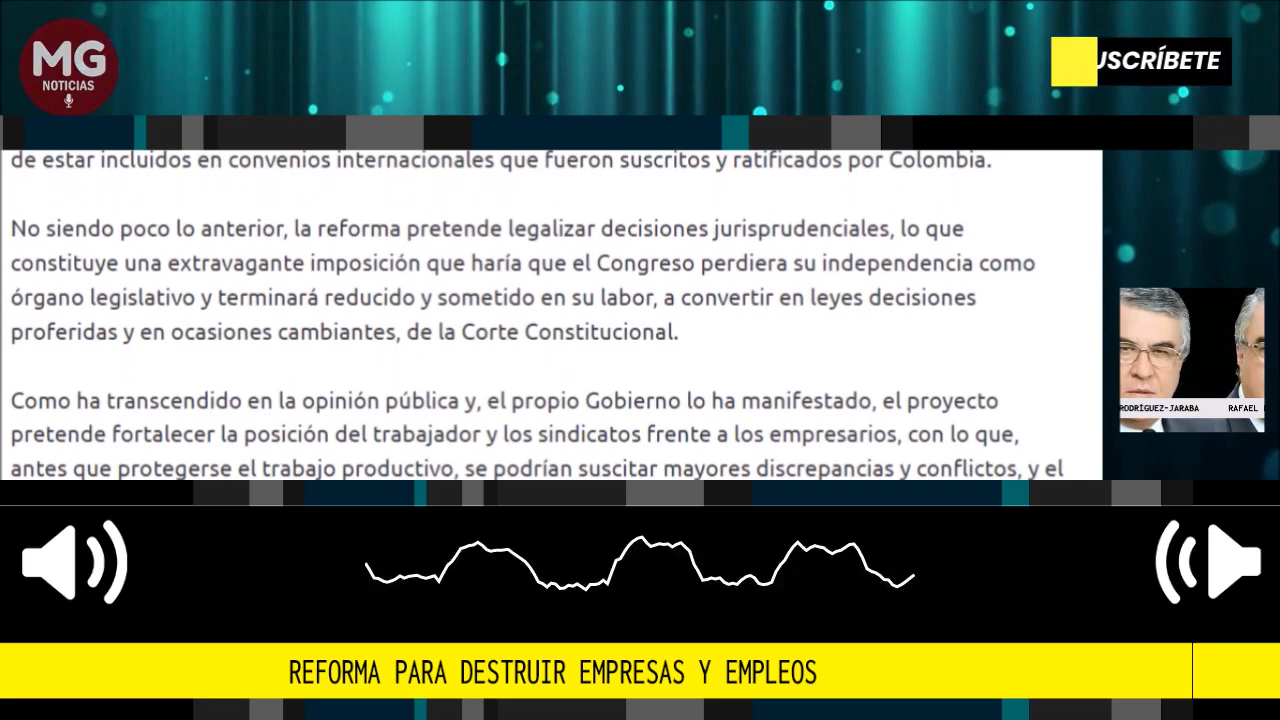 MG
NOTICIAS
USCRÍBETE
de estar incluidos en convenios internacionales que fueron suscritos y ratificados por Colombia.
No siendo poco lo anterior, la reforma pretende legalizar decisiones jurisprudenciales, lo que
constituye una extravagante imposición que haría que el Congreso perdiera su independencia como
órgano legislativo y terminará reducido y sometido en su labor, a convertir en leyes decisiones
proferidas y en ocasiones cambiantes, de la Corte Constitucional.
Como ha transcendido en la opinión pública y, el propio Gobierno lo ha manifestado, el proyecto
pretende fortalecer la posición del trabajador y los sindicatos frente a los empresarios, con lo que,
antes que protegerse el trabajo productivo, se podrían suscitar mayores discrepancias y conflictos, y el
RODRÍGUEZ-JARABA RAFAEL
REFORMA PARA DESTRUIR EMPRESAS Y EMPLEOS